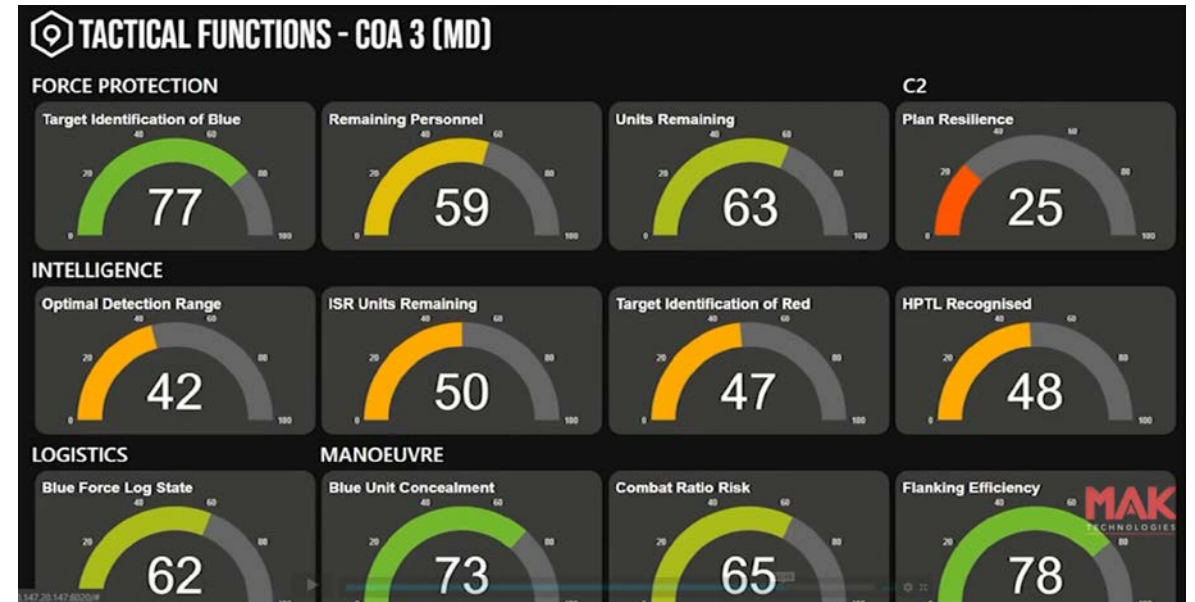 TACTICAL FUNCTIONS - COA 3 (MD)
FORCE PROTECTION
C2
Target Identification of Blue
0 20 40 60 80 100
77
Remaining Personnel
0 20 40 60 80 100
59
Units Remaining
0 20 40 60 80 100
63
Plan Resilience
0 20 40 60 80 100
25
INTELLIGENCE
Optimal Detection Range
0 20 40 60 80 100
42
ISR Units Remaining
0 20 40 60 80 100
50
Target Identification of Red
0 20 40 60 80 100
47
HPTL Recognised
0 20 40 60 80 100
48
LOGISTICS
MANOEUVRE
Blue Force Log State
20 40 60 80
62
Blue Unit Concealment
20 40 60 80
73
Combat Ratio Risk
20 40 60 80
65
Flanking Efficiency
20 40 60 80
78
MAK
TECHNOLOGIES
.147.20.147:6020/#